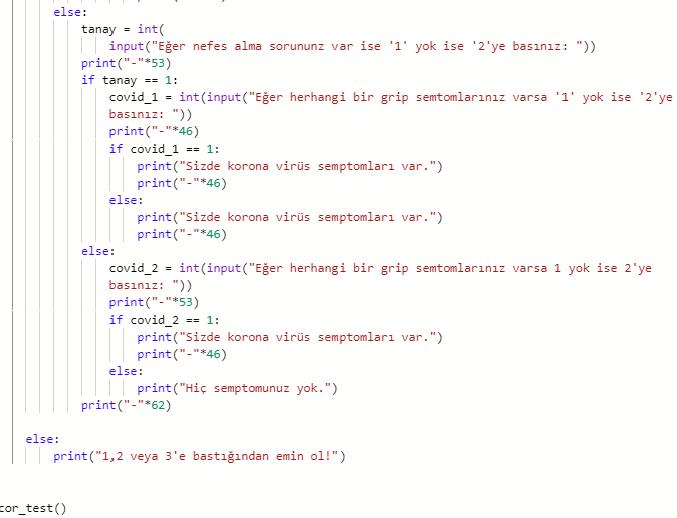 else:
tanay = int(
input("Eğer nefes alma sorununz var ise '1' yok ise '2'ye basınız: "))
print("-"*53)
if tanay == 1:
covid_1 = int(input("Eğer herhangi bir grip semtomlarınız varsa '1' yok ise '2'ye
basınız: "))
print("-"*46)
if covid_1 == 1:
print("Sizde korona virüs semptomları var.")
print("-"*46)
else:
print("Sizde korona virüs semptomları var.")
print("-"*46)
else:
covid_2 = int(input("Eğer herhangi bir grip semtomlarınız varsa 1 yok ise 2'ye
basınız: "))
print("-"*53)
if covid_2 == 1:
print("Sizde korona virüs semptomları var.")
print("-"*46)
else:
print("Hiç semptomunuz yok.")
print("-"*62)
else:
print("1,2 veya 3'e bastığından emin ol!")
cor_test()